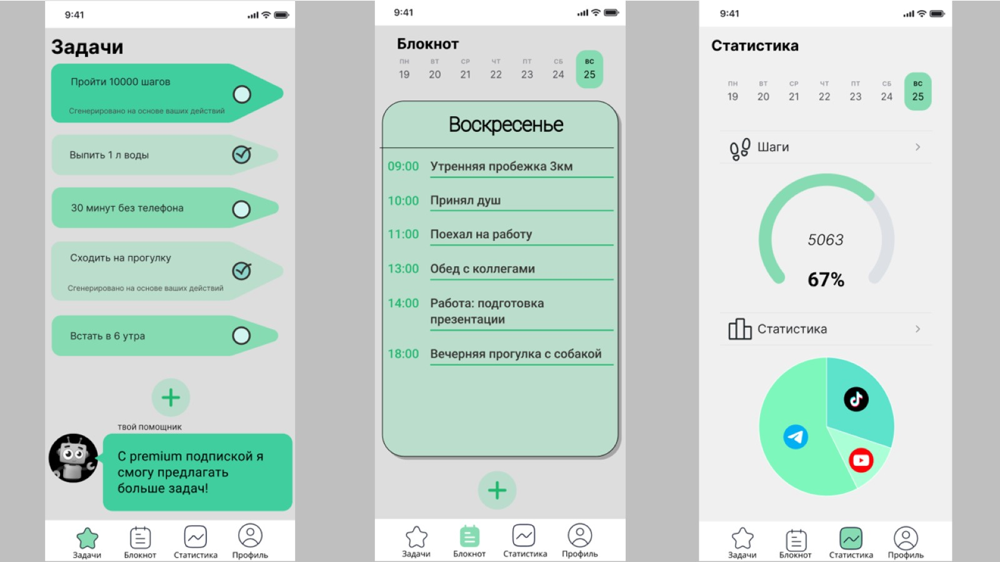 9:41
Задачи
Пройти 10000 шагов
Сгенерировано на основе ваших действий
Выпить 1 л воды
30 минут без телефона
Сходить на прогулку
Сгенерировано на основе ваших действий
Встать в 6 утра
твой помощник
С premium подпиской я
смогу предлагать
больше задач!
Задачи Блокнот Статистика Профиль
9:41
Блокнот
ПН ВТ СР ЧТ ПТ СБ ВС
19 20 21 22 23 24 25
Воскресенье
09:00 Утренняя пробежка 3км
10:00 Принял душ
11:00 Поехал на работу
13:00 Обед с коллегами
14:00 Работа: подготовка
презентации
18:00 Вечерняя прогулка с собакой
Задачи Блокнот Статистика Профиль
9:41
Статистика
ПН ВТ СР ЧТ ПТ СБ ВС
19 20 21 22 23 24 25
Шаги
5063
67%
Статистика
Задачи Блокнот Статистика Профиль